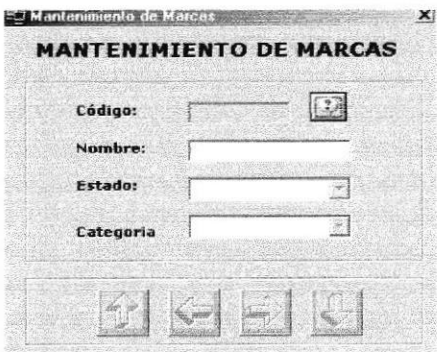 Mantenimiento de Marcas
MANTENIMIENTO DE MARCAS
Código:
Nombre:
Estado:
Categoria